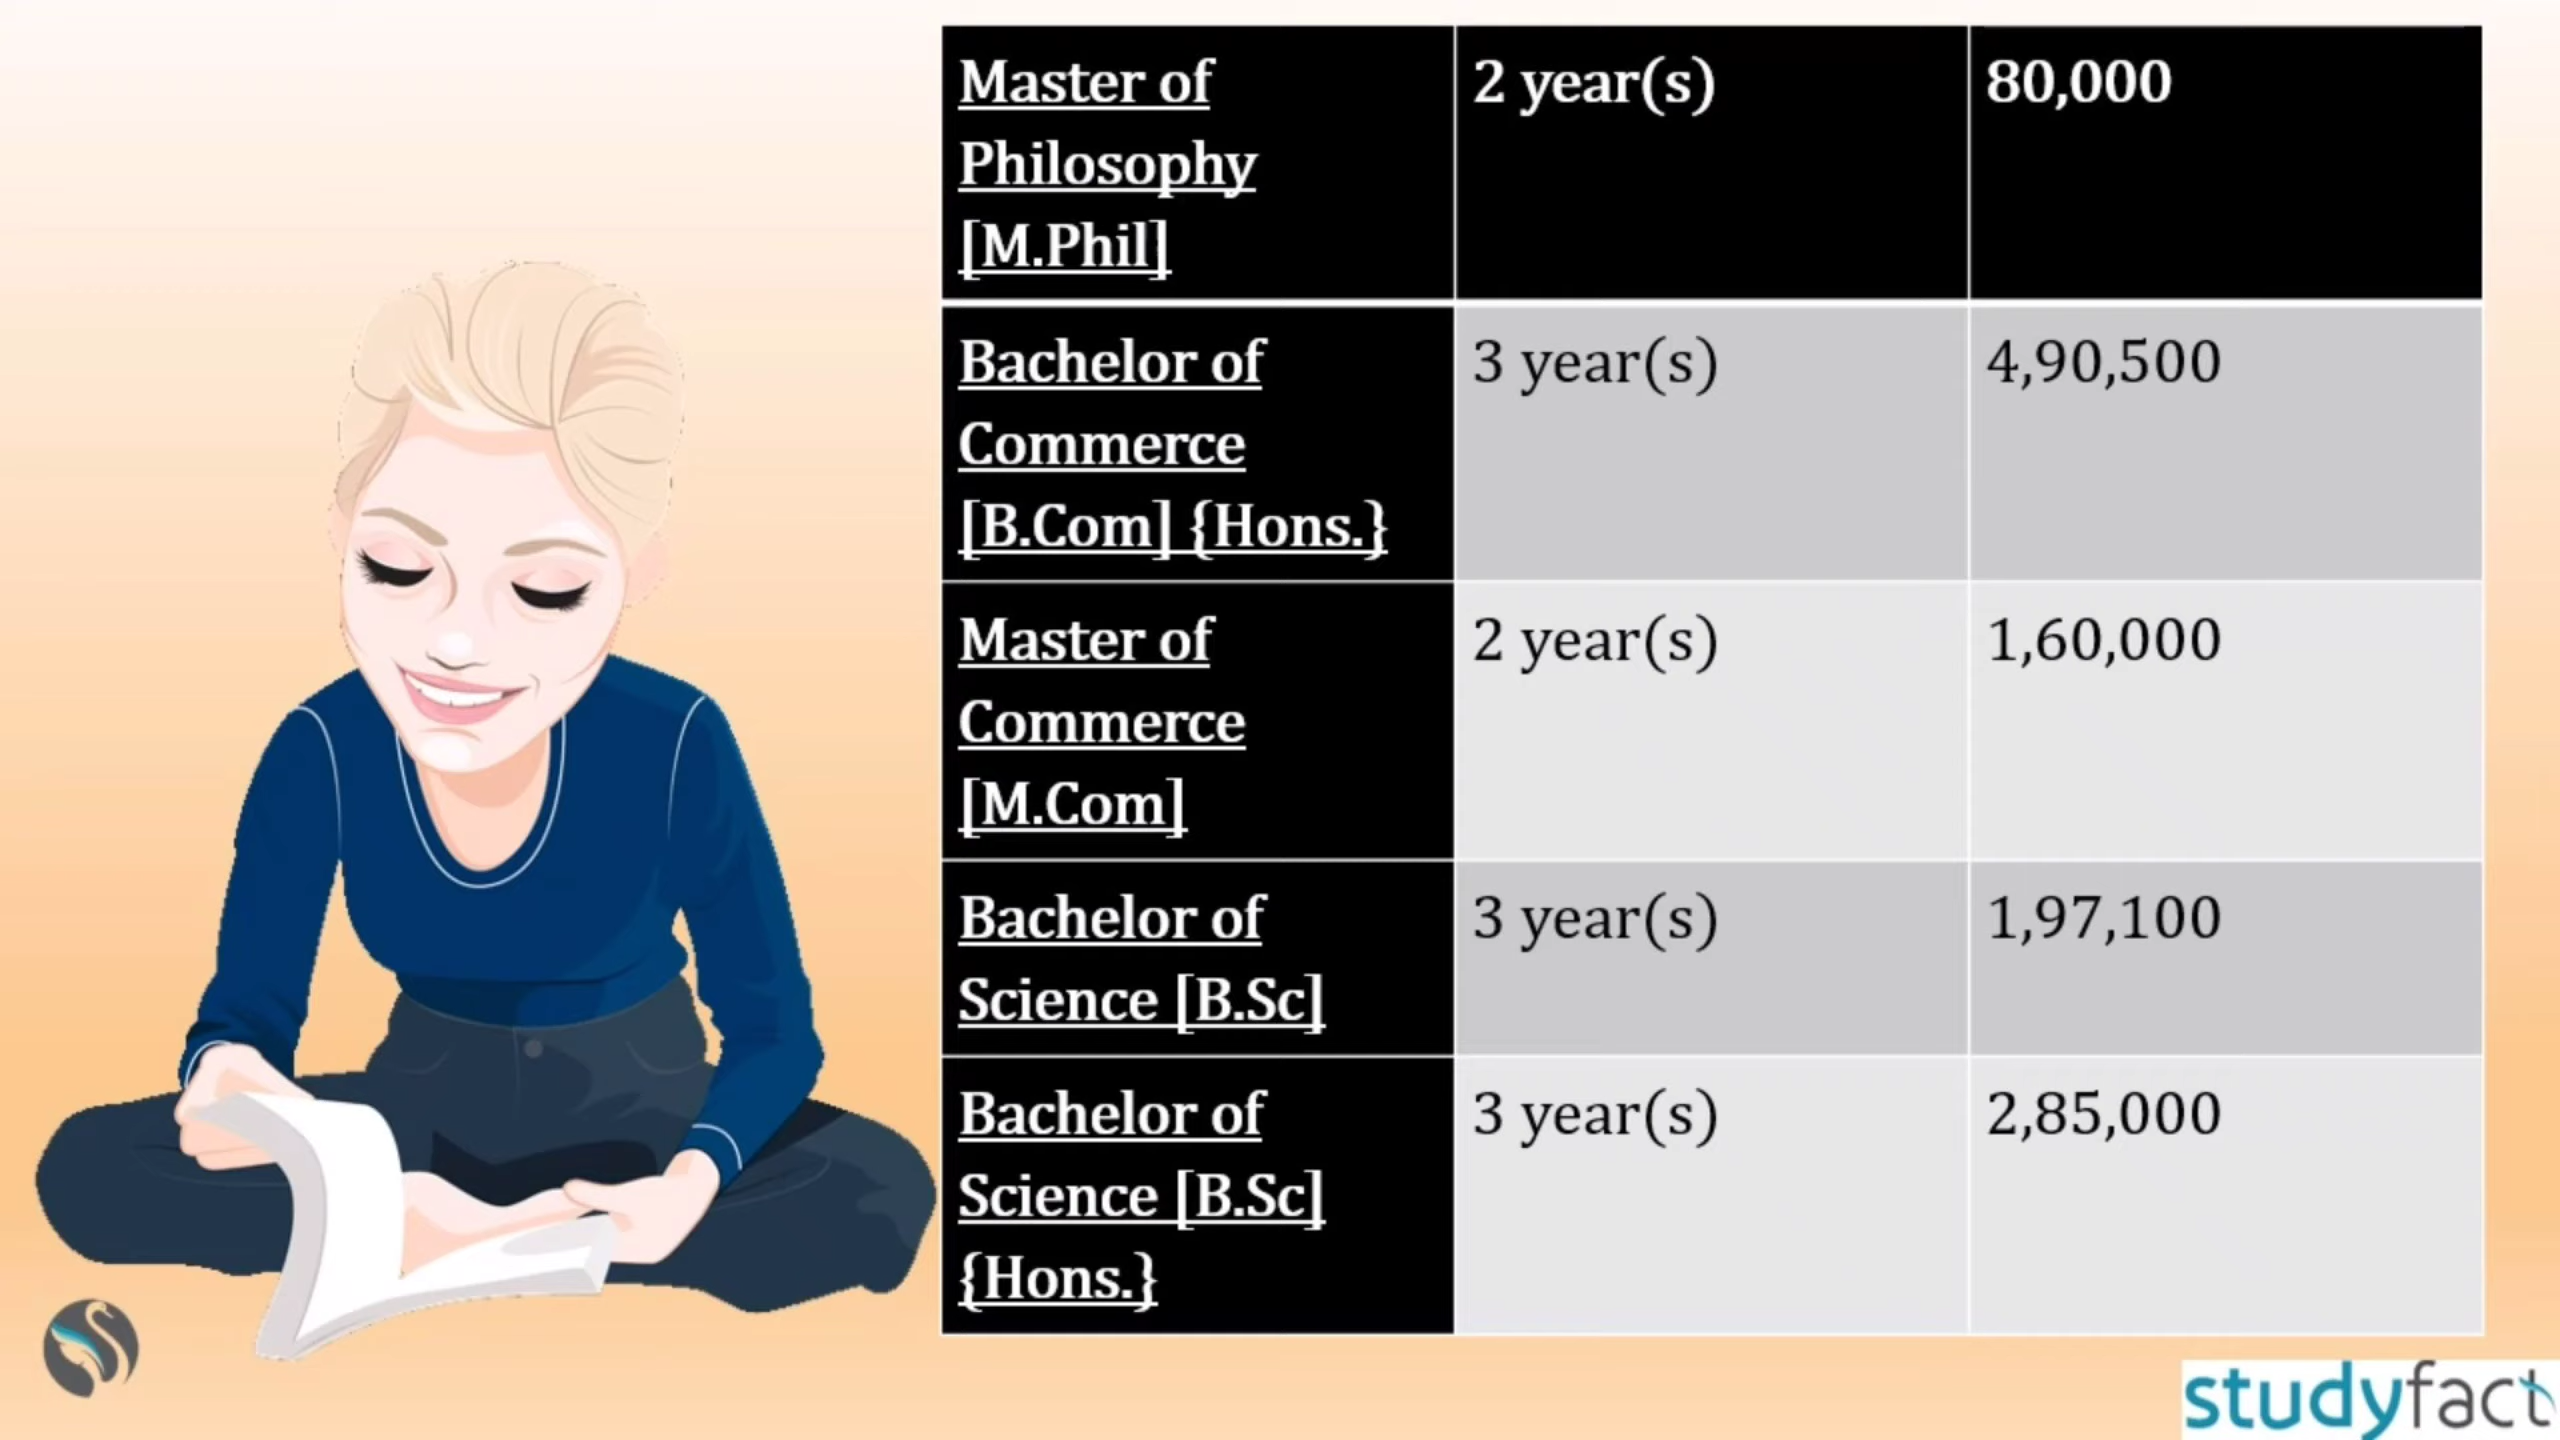 Master of
Philosophy
[M.Phil]
2 year(s)
80,000
Bachelor of
Commerce
[B.Com] {Hons.}
3 year(s)
4,90,500
Master of
Commerce
[M.Com]
2 year(s)
1,60,000
Bachelor of
Science [B.Sc]
3 year(s)
1,97,100
Bachelor of
Science [B.Sc]
{Hons.}
3 year(s)
2,85,000
studyfact